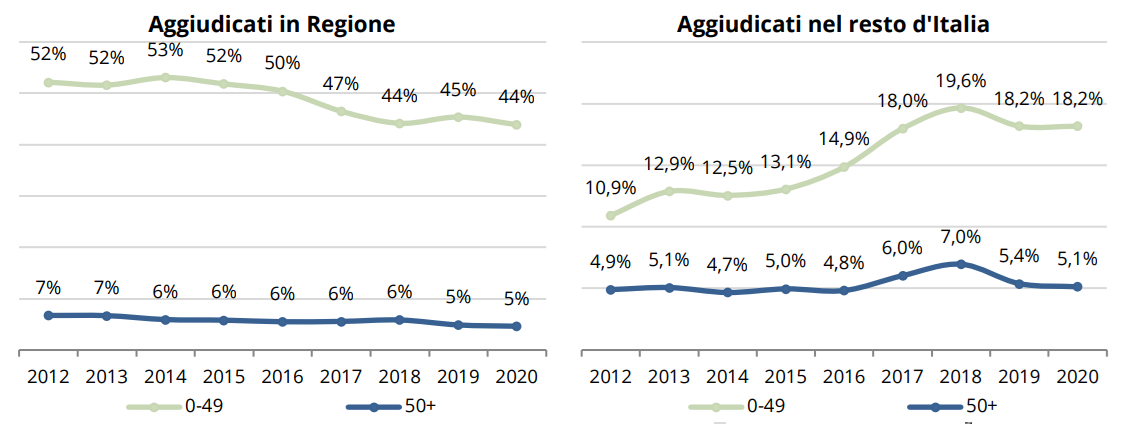 Aggiudicati in Regione
52% 52% 53% 52% 50% 47% 44% 45% 44%
7% 7% 6% 6% 6% 6% 6% 5% 5%
2012 2013 2014 2015 2016 2017 2018 2019 2020
0-49 50+
Aggiudicati nel resto d'Italia
10,9% 12,9% 12,5% 13,1% 14,9% 18,0% 19,6% 18,2% 18,2%
4,9% 5,1% 4,7% 5,0% 4,8% 6,0% 7,0% 5,4% 5,1%
2012 2013 2014 2015 2016 2017 2018 2019 2020
0-49 50+